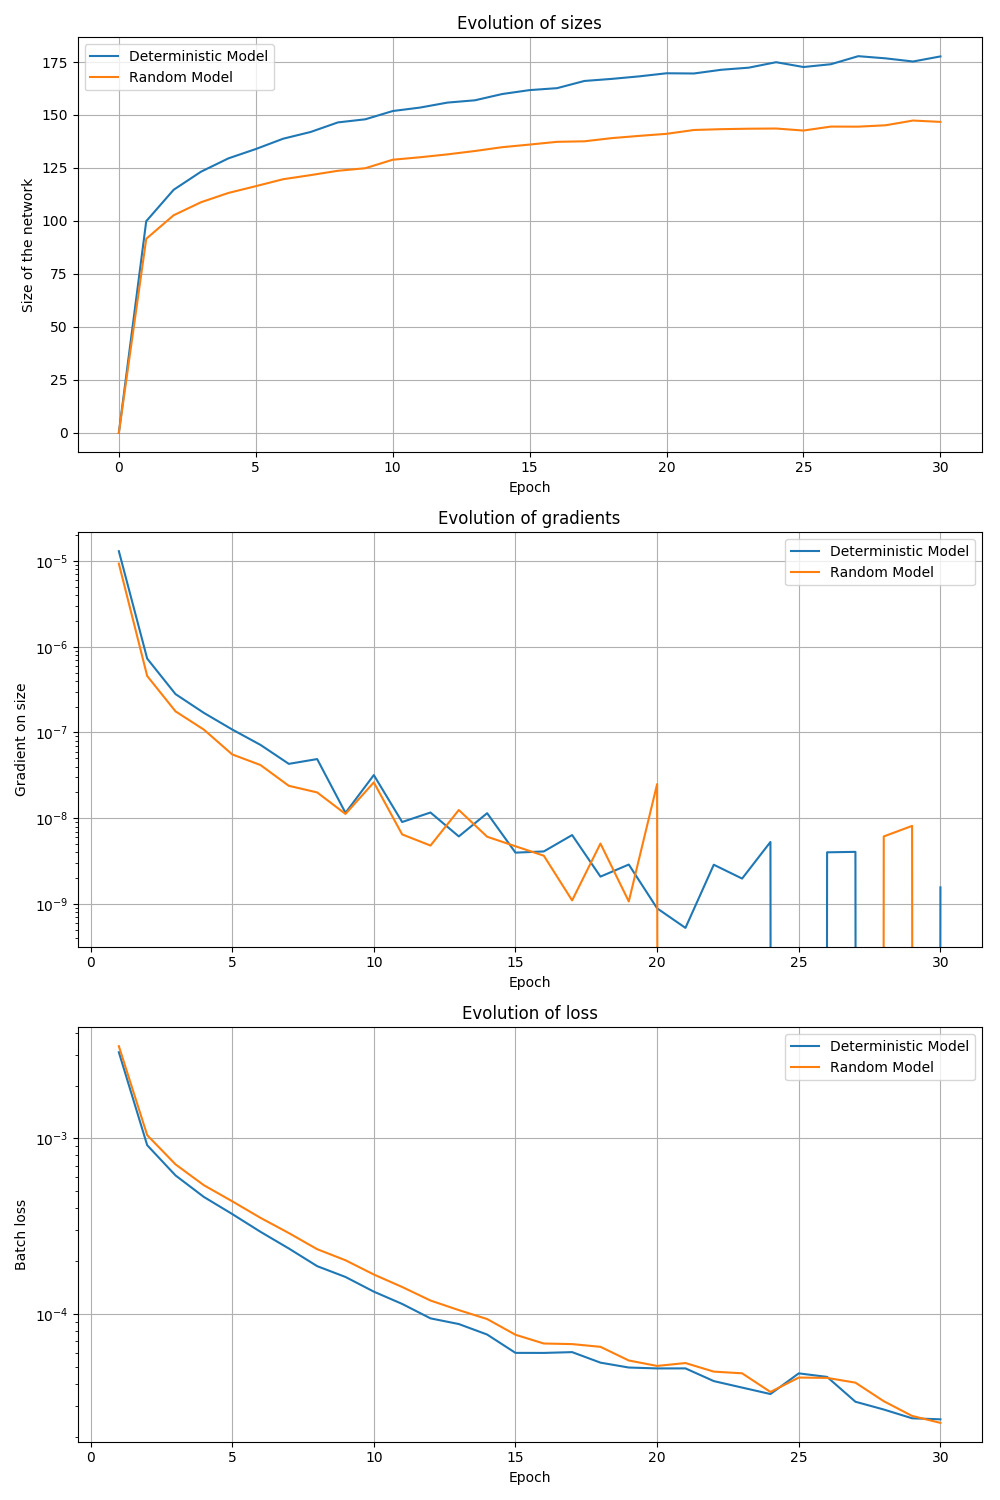 Evolution of sizes
Deterministic Model
Random Model
175
150
125
100
75
50
25
0
Size of the network
0 5 10 15 20 25 30
Epoch
Evolution of gradients
Deterministic Model
Random Model
10⁻⁵
10⁻⁶
10⁻⁷
10⁻⁸
10⁻⁹
Gradient on size
0 5 10 15 20 25 30
Epoch
Evolution of loss
Deterministic Model
Random Model
10⁻³
10⁻⁴
Batch loss
0 5 10 15 20 25 30
Epoch